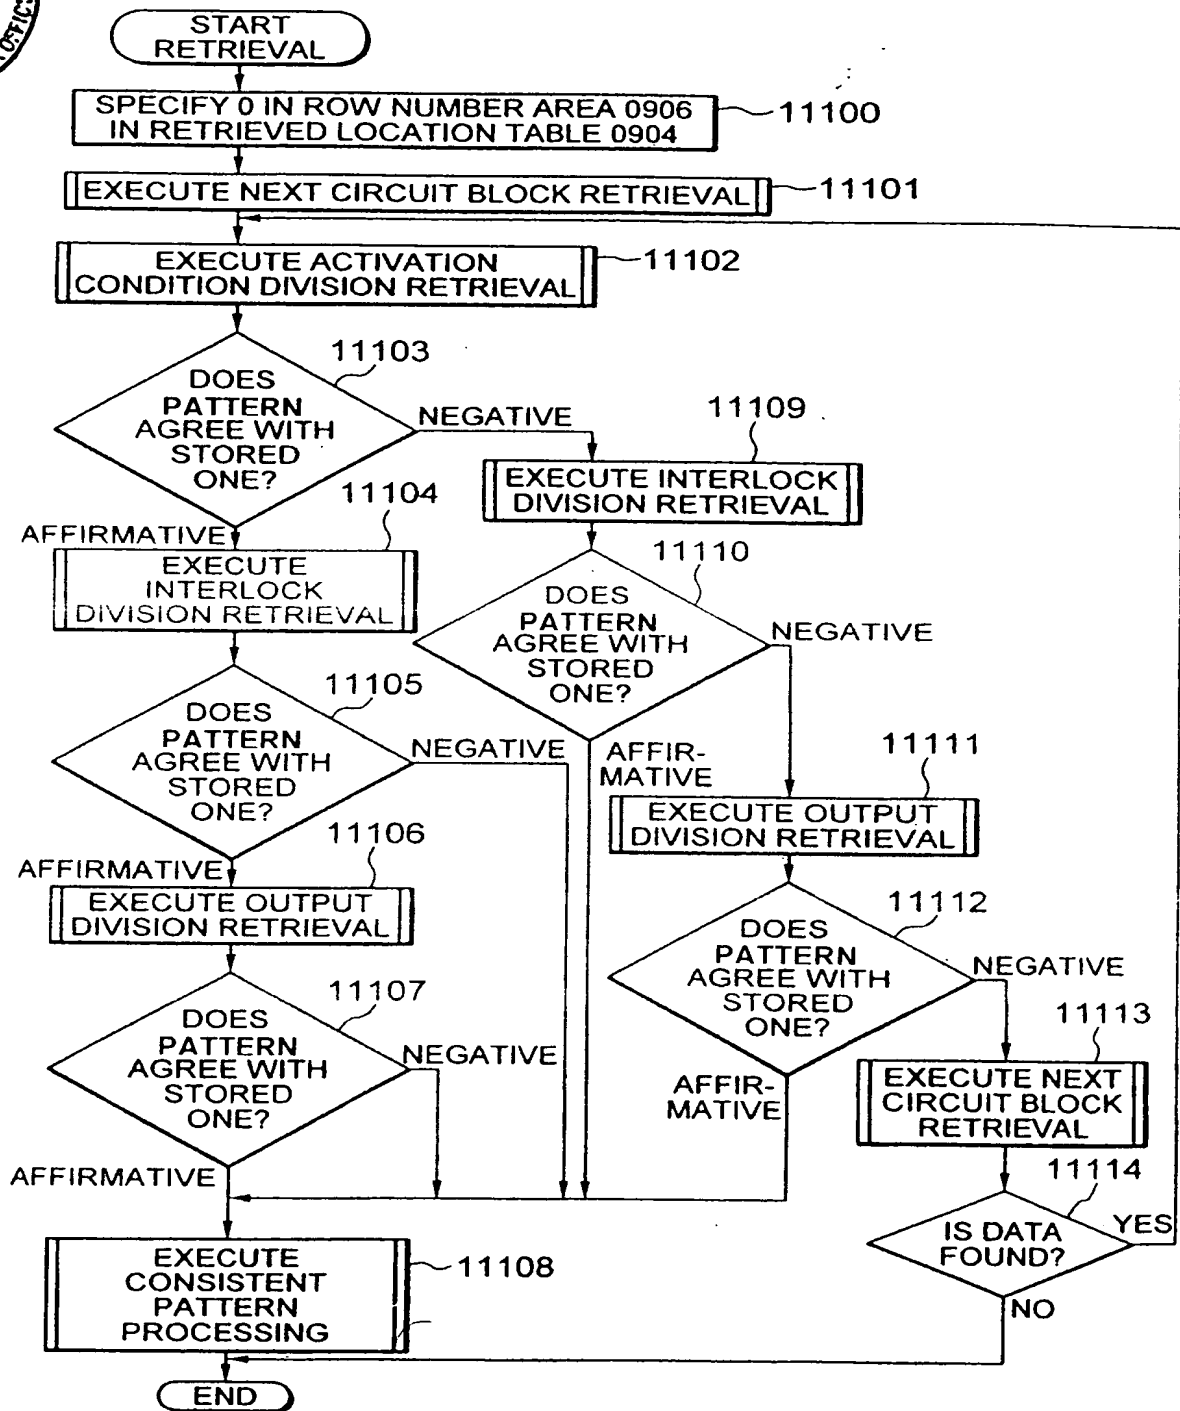 START
RETRIEVAL
SPECIFY 0 IN ROW NUMBER AREA 0906
IN RETRIEVED LOCATION TABLE 0904
11100
EXECUTE NEXT CIRCUIT BLOCK RETRIEVAL
11101
EXECUTE ACTIVATION
CONDITION DIVISION RETRIEVAL
11102
11103
DOES
PATTERN
AGREE WITH
STORED
ONE?
NEGATIVE
AFFIRMATIVE
11109
EXECUTE INTERLOCK
DIVISION RETRIEVAL
11104
EXECUTE
INTERLOCK
DIVISION RETRIEVAL
11110
DOES
PATTERN
AGREE WITH
STORED
ONE?
NEGATIVE
AFFIR-
MATIVE
11105
DOES
PATTERN
AGREE WITH
STORED
ONE?
NEGATIVE
AFFIRMATIVE
11111
EXECUTE OUTPUT
DIVISION RETRIEVAL
11106
EXECUTE OUTPUT
DIVISION RETRIEVAL
11112
DOES
PATTERN
AGREE WITH
STORED
ONE?
NEGATIVE
AFFIR-
MATIVE
11107
DOES
PATTERN
AGREE WITH
STORED
ONE?
NEGATIVE
AFFIRMATIVE
11113
EXECUTE NEXT
CIRCUIT BLOCK
RETRIEVAL
11114
IS DATA
FOUND?
YES
NO
EXECUTE
CONSISTENT
PATTERN
PROCESSING
11108
END